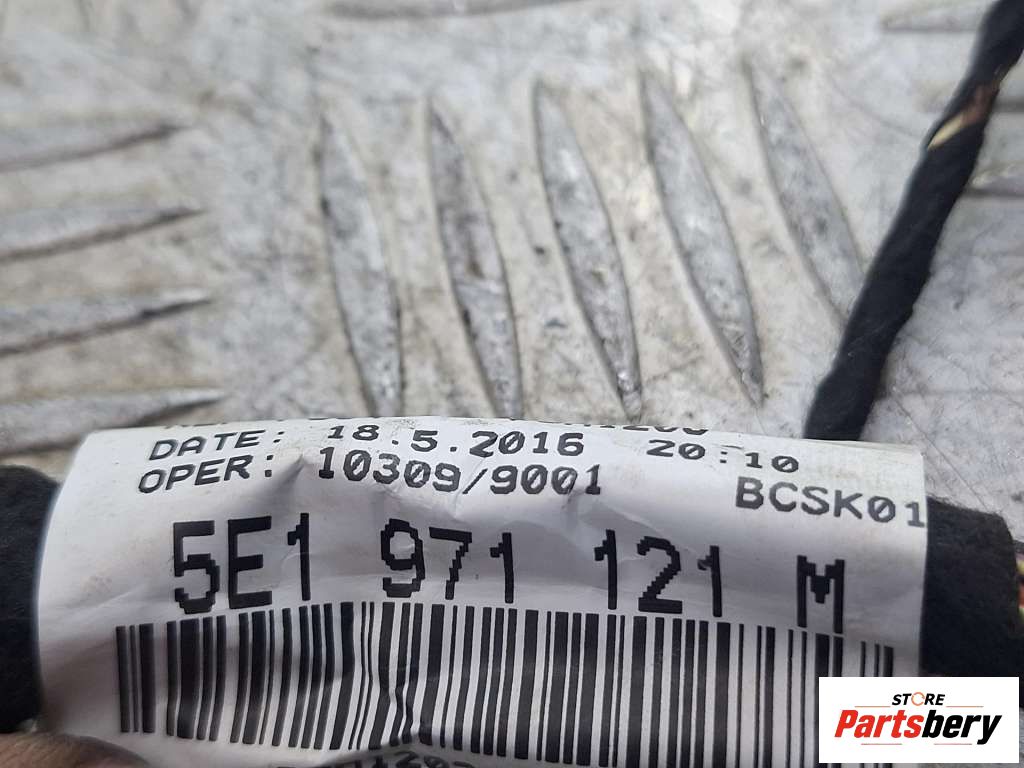 DATE: 18.5.2016 20:10
OPER: 10309/9001
BCSK01
5E1 971 121 M
STORE
Partsbery